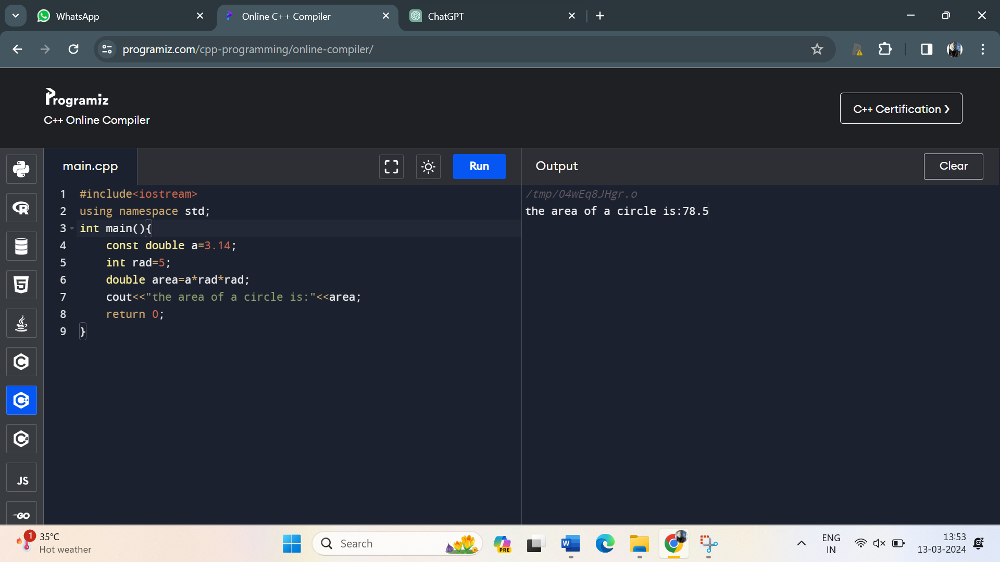 WhatsApp
Online C++ Compiler
ChatGPT
programiz.com/cpp-programming/online-compiler/
Programiz
C++ Online Compiler
C++ Certification ❯
main.cpp
Run
Output
Clear
1 #include<iostream>
2 using namespace std;
3 int main(){
4 const double a=3.14;
5 int rad=5;
6 double area=a*rad*rad;
7 cout<<"the area of a circle is:"<<area;
8 return 0;
9 }
/tmp/O4wEq8JHgr.o
the area of a circle is:78.5
JS
GO
1
35°C
Hot weather
Search
PRE
ENG
IN
13:53
13-03-2024